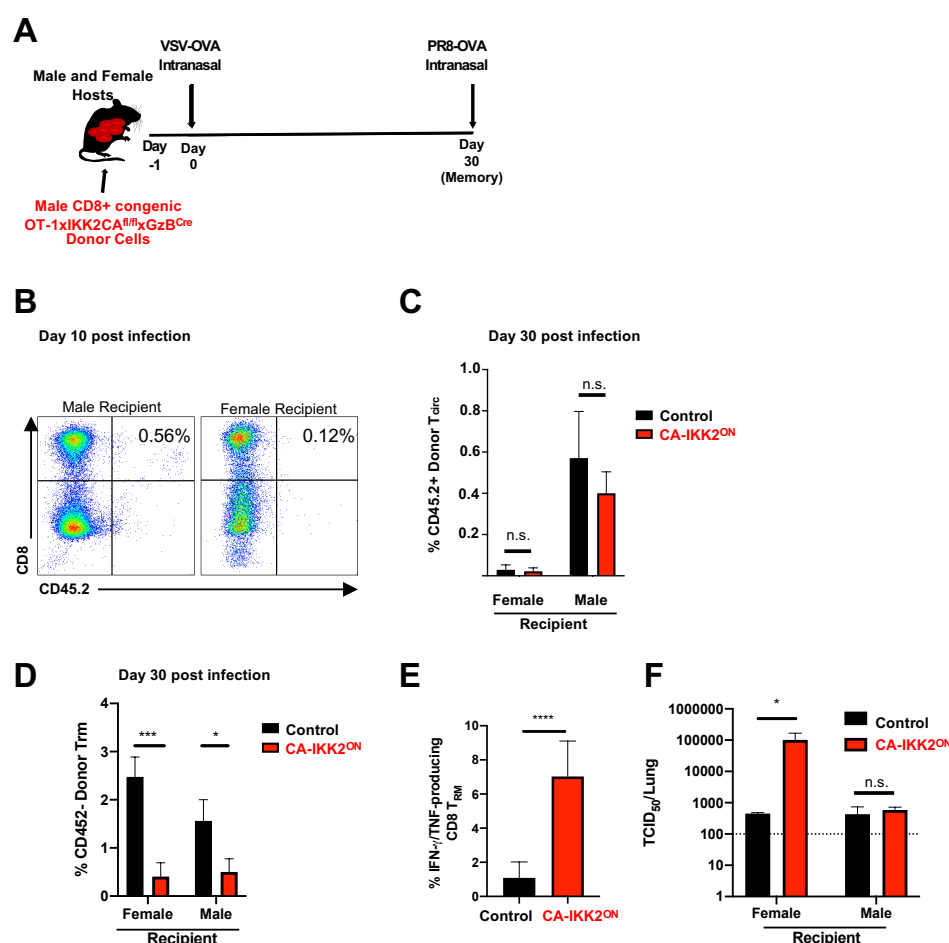 A
VSV-OVA
Intranasal
PR8-OVA
Intranasal
Male and Female
Hosts
Day
-1
Day
0
Day
30
(Memory)
Male CD8+ congenic
OT-1xIKK2CAfl/flxGzBCre
Donor Cells
B
Day 10 post infection
Male Recipient
Female Recipient
0.56%
0.12%
CD8
CD45.2
C
Day 30 post infection
% CD45.2+ Donor Tcirc
1.0
0.8
0.6
0.4
0.2
n.s.
n.s.
Control
CA-IKK2ON
Female
Male
Recipient
D
Day 30 post infection
% CD452- Donor Trm
4
3
2
1
0
***
*
Control
CA-IKK2ON
Female
Male
Recipient
E
% IFN-γ/TNF-producing
CD8 TRM
10
8
6
4
2
0
****
Control
CA-IKK2ON
F
TCID50/Lung
1000000
100000
10000
1000
100
10
1
*
n.s.
Control
CA-IKK2ON
Female
Male
Recipient